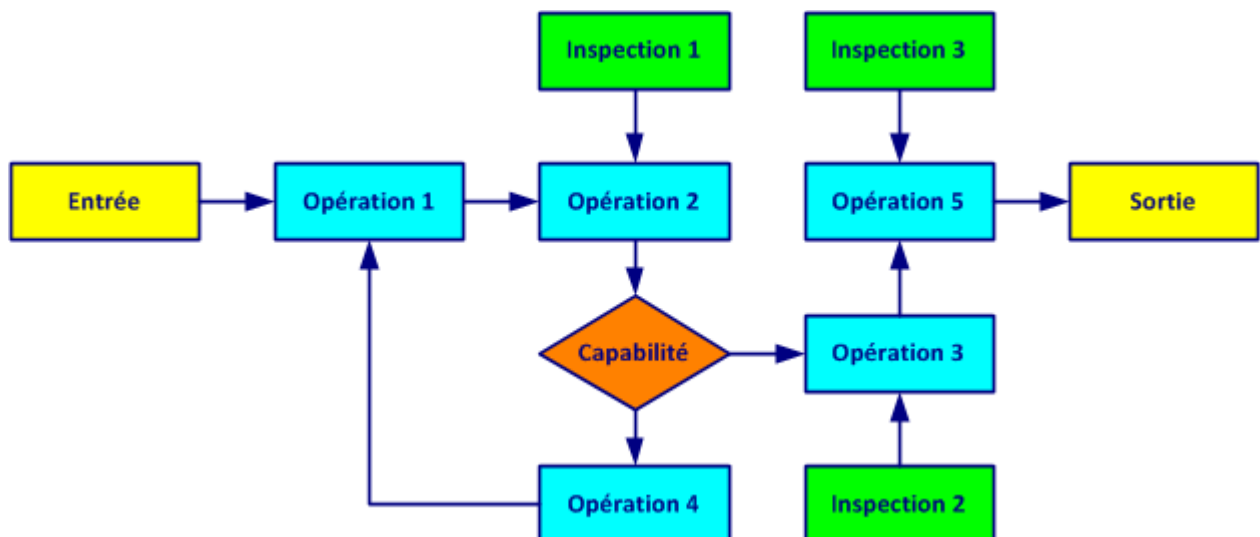 Inspection 1
Inspection 3
Entrée
Opération 1
Opération 2
Opération 5
Sortie
Capabilité
Opération 3
Opération 4
Inspection 2